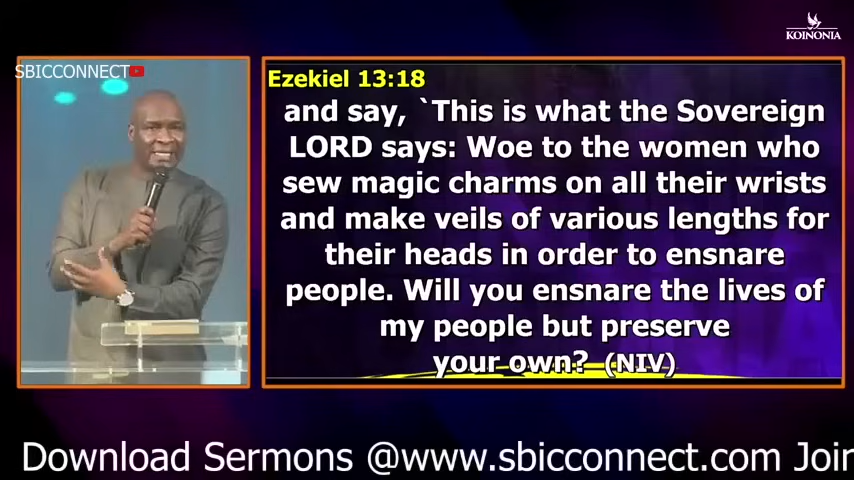 KOINONIA
SBICCONNECT
Ezekiel 13:18
and say, `This is what the Sovereign
LORD says: Woe to the women who
sew magic charms on all their wrists
and make veils of various lengths for
their heads in order to ensnare
people. Will you ensnare the lives of
my people but preserve
your own? (NIV)
Download Sermons @www.sbicconnect.com Join